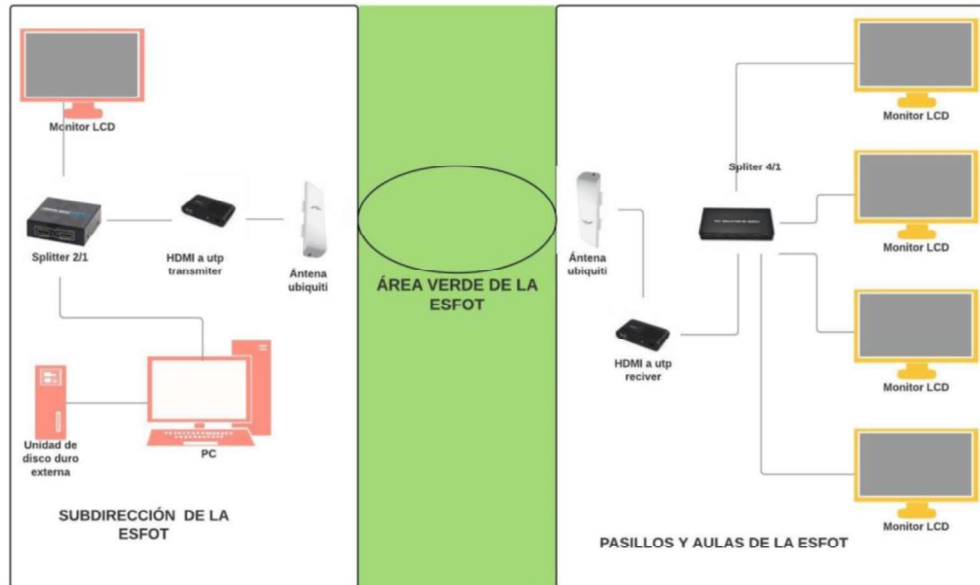 Monitor LCD
Splitter 2/1
HDMI a utp
transmiter
Ántena
ubiquiti
Unidad de
disco duro
externa
PC
SUBDIRECCIÓN DE LA
ESFOT
ÁREA VERDE DE LA
ESFOT
Ántena
ubiquiti
HDMI a utp
reciver
Spliter 4/1
Monitor LCD
Monitor LCD
Monitor LCD
Monitor LCD
PASILLOS Y AULAS DE LA ESFOT